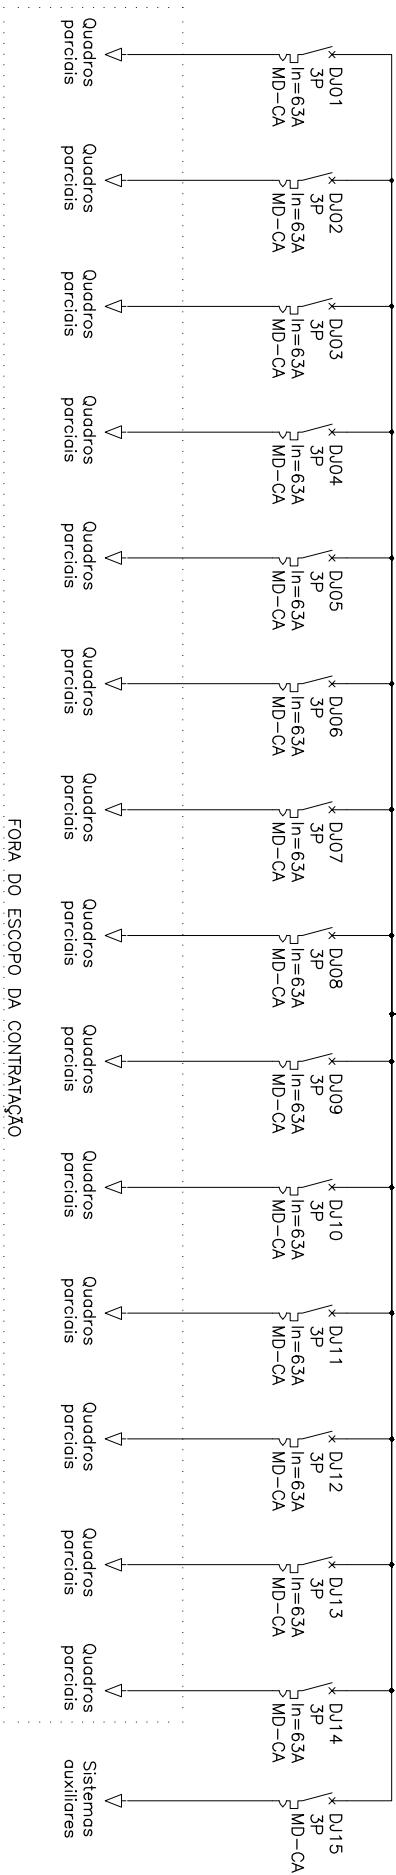 DJ01
3P
In=63A
MD-CA
Quadros
parciais
DJ02
3P
In=63A
MD-CA
Quadros
parciais
DJ03
3P
In=63A
MD-CA
Quadros
parciais
DJ04
3P
In=63A
MD-CA
Quadros
parciais
DJ05
3P
In=63A
MD-CA
Quadros
parciais
DJ06
3P
In=63A
MD-CA
Quadros
parciais
DJ07
3P
In=63A
MD-CA
Quadros
parciais
DJ08
3P
In=63A
MD-CA
Quadros
parciais
DJ09
3P
In=63A
MD-CA
Quadros
parciais
DJ10
3P
In=63A
MD-CA
Quadros
parciais
DJ11
3P
In=63A
MD-CA
Quadros
parciais
DJ12
3P
In=63A
MD-CA
Quadros
parciais
DJ13
3P
In=63A
MD-CA
Quadros
parciais
DJ14
3P
In=63A
MD-CA
Quadros
parciais
DJ15
3P
MD-CA
Sistemas
auxiliares
FORA DO ESCOPO DA CONTRATAÇÃO